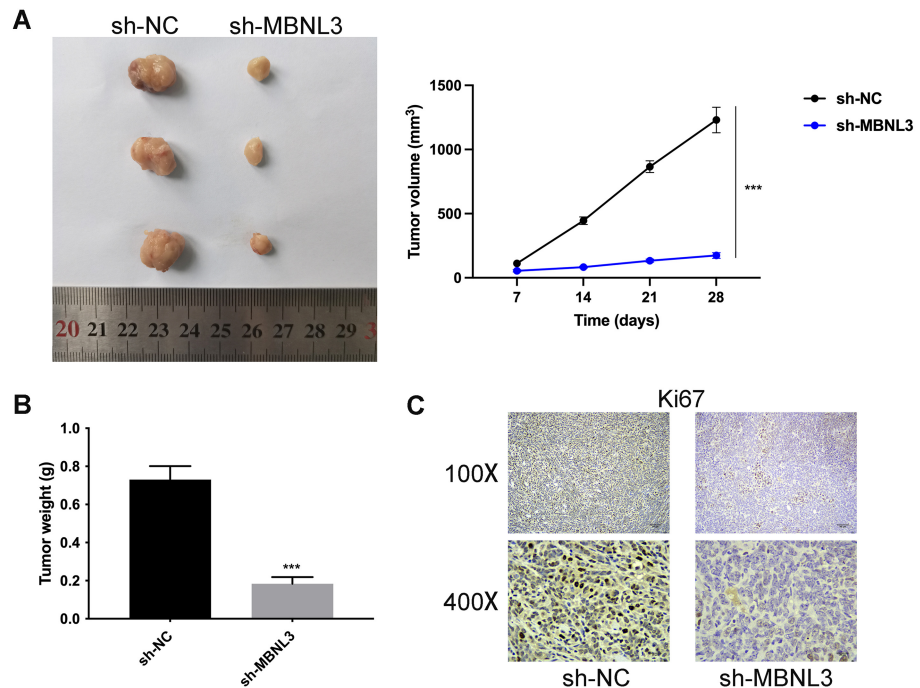 A
sh-NC sh-MBNL3
20 21 22 23 24 25 26 27 28 29 3
Tumor volume (mm³)
1500
1000
500
0
7 14 21 28
Time (days)
sh-NC
sh-MBNL3
***
B
Tumor weight (g)
1.0
0.8
0.6
0.4
0.2
0.0
***
sh-NC
sh-MBNL3
C
Ki67
100X
400X
sh-NC sh-MBNL3